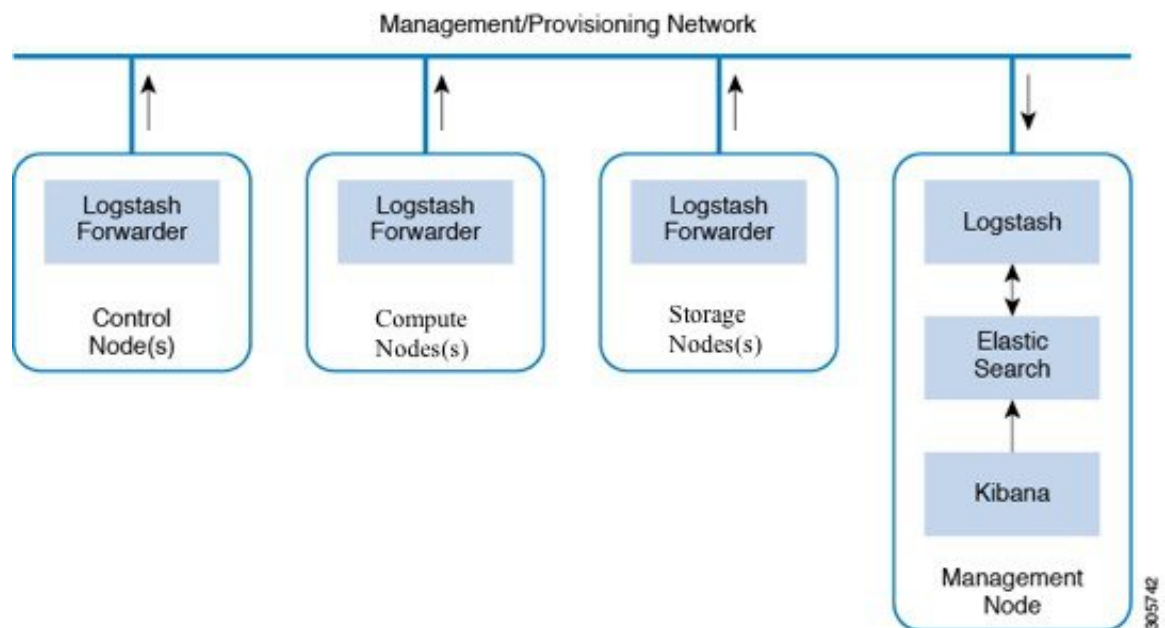 Management/Provisioning Network
Logstash
Forwarder
Control
Node(s)
Logstash
Forwarder
Compute
Nodes(s)
Logstash
Forwarder
Storage
Nodes(s)
Logstash
Elastic
Search
Kibana
Management
Node
305742